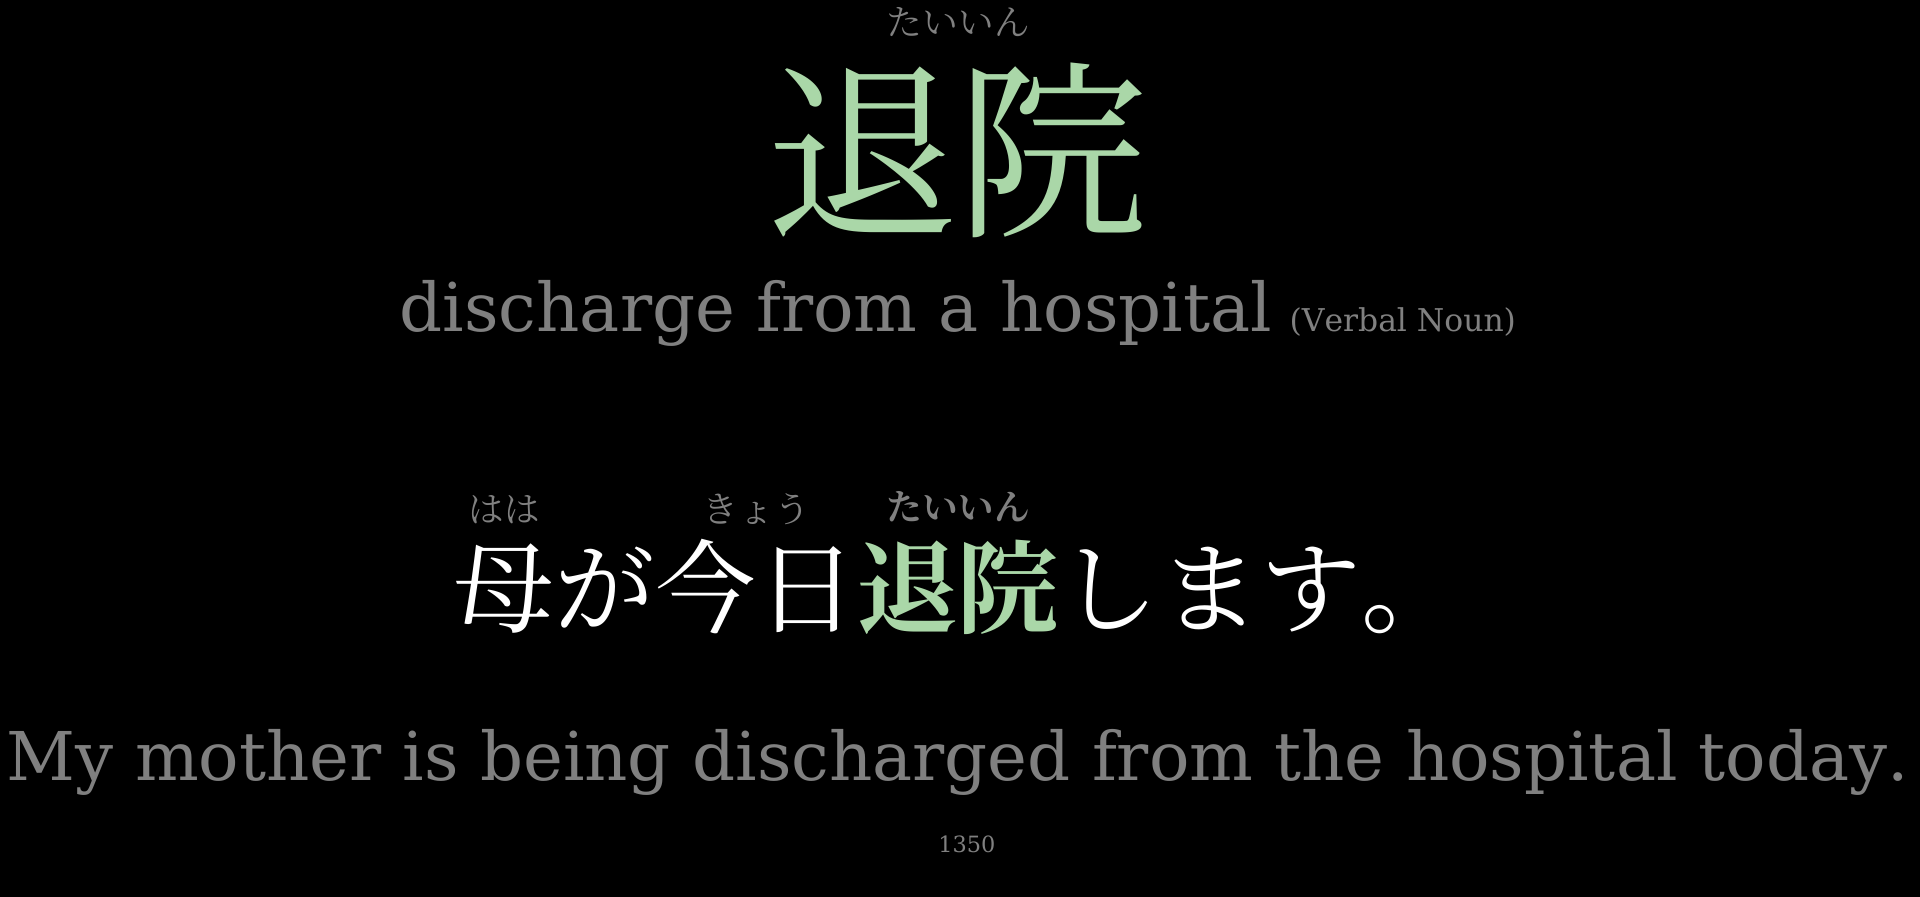 たいいん
退院
discharge from a hospital (Verbal Noun)
はは きょう たいいん
母が今日退院します。
My mother is being discharged from the hospital today.
1350